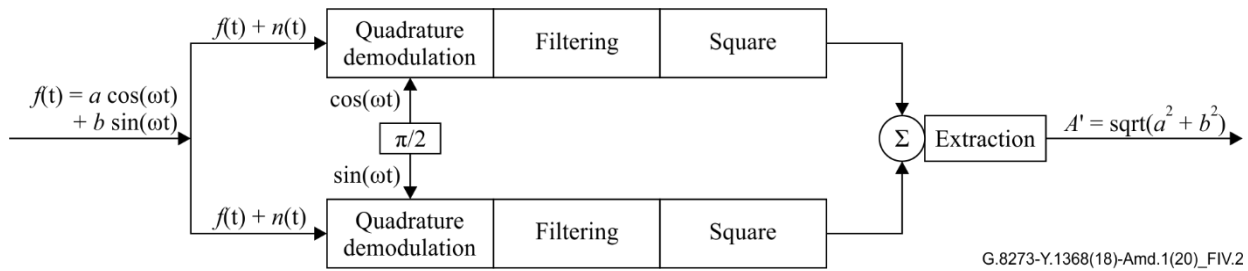 f(t) + n(t)
Quadrature
demodulation
Filtering
Square
f(t) = a cos(ωt)
+ b sin(ωt)
cos(ωt)
π/2
sin(ωt)
Σ
Extraction
A' = sqrt(a² + b²)
f(t) + n(t)
Quadrature
demodulation
Filtering
Square
G.8273-Y.1368(18)-Amd.1(20)_FIV.2